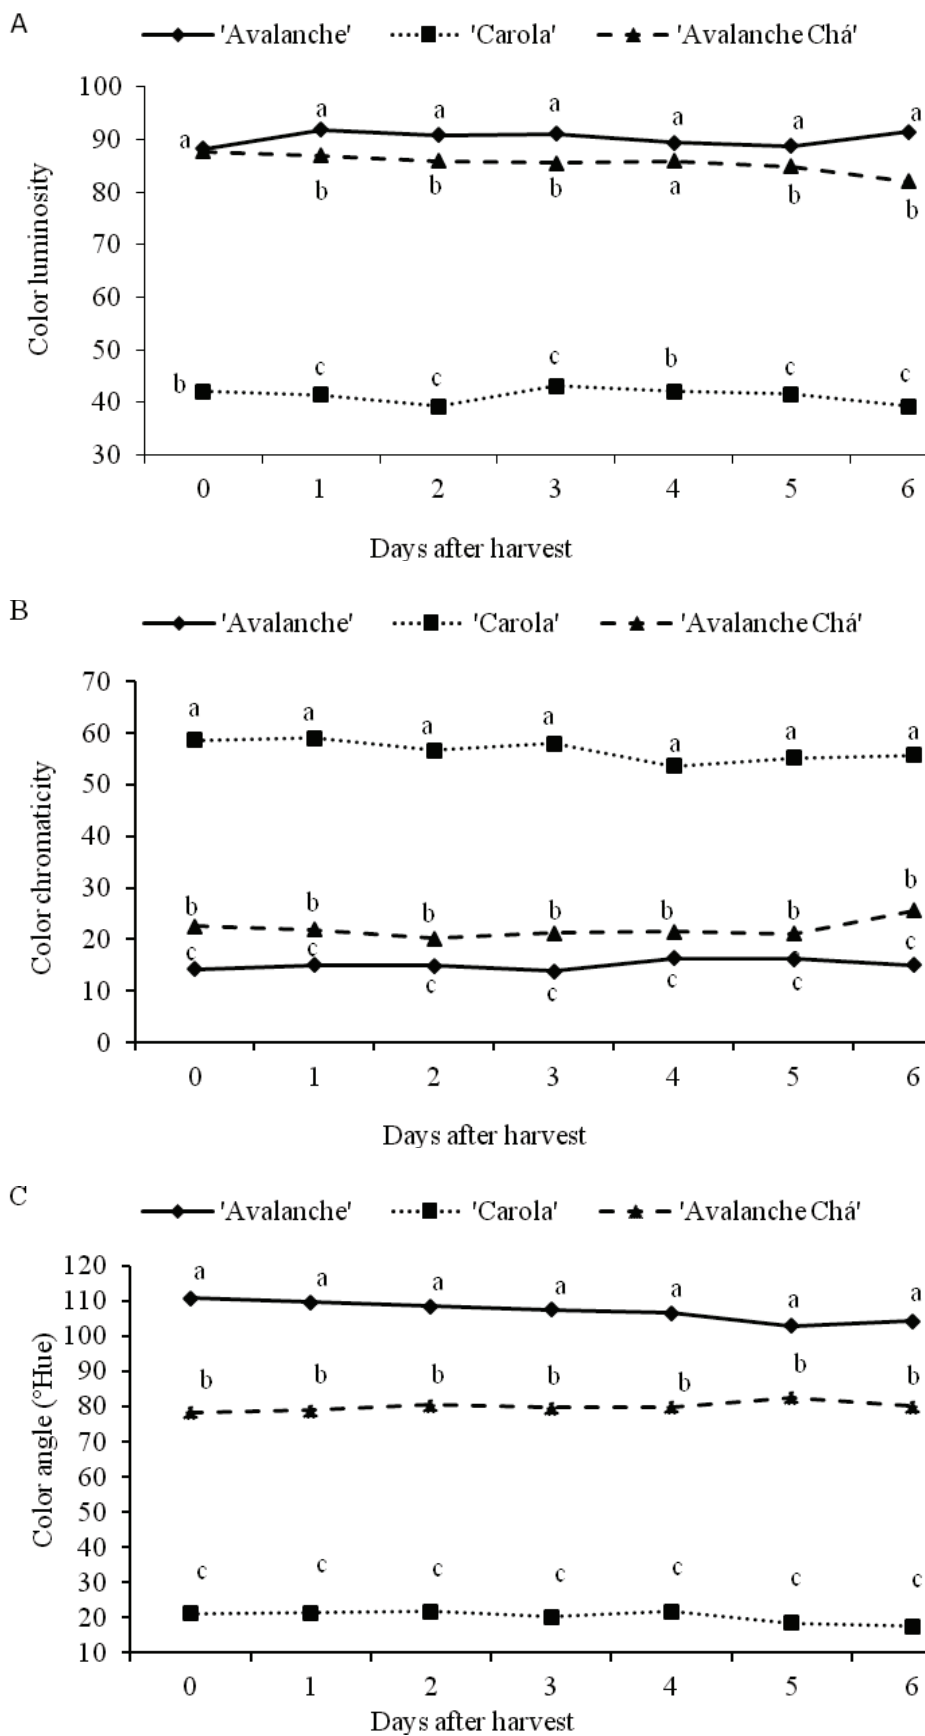 A
'Avalanche' 'Carola' 'Avalanche Chá'
Color luminosity
100
90
80
70
60
50
40
30
a a a a a a a
b b b a b b
b c c c b c c
0 1 2 3 4 5 6
Days after harvest
B
'Avalanche' 'Carola' 'Avalanche Chá'
Color chromaticity
70
60
50
40
30
20
10
0
a a a a a a a
b b b b b b b
c c c c c c c
0 1 2 3 4 5 6
Days after harvest
C
'Avalanche' 'Carola' 'Avalanche Chá'
Color angle (°Hue)
120
110
100
90
80
70
60
50
40
30
20
10
a a a a a a a
b b b b b b b
c c c c c c c
0 1 2 3 4 5 6
Days after harvest